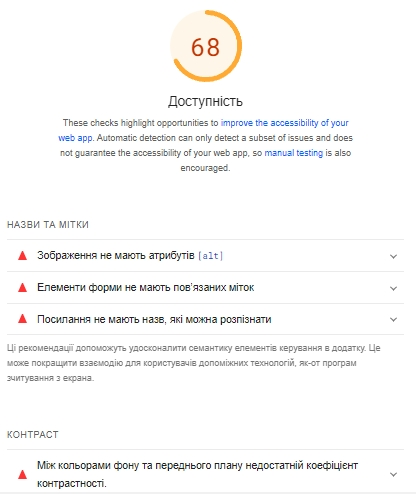 68
Доступність
These checks highlight opportunities to improve the accessibility of your
web app. Automatic detection can only detect a subset of issues and does
not guarantee the accessibility of your web app, so manual testing is also
encouraged.
НАЗВИ ТА МІТКИ
Зображення не мають атрибутів [alt]
Елементи форми не мають пов'язаних міток
Посилання не мають назв, які можна розпізнати
Ці рекомендації допоможуть удосконалити семантику елементів керування в додатку. Це
може покращити взаємодію для користувачів допоміжних технологій, як-от програм
зчитування з екрана.
КОНТРАСТ
Між кольорами фону та переднього плану недостатній коефіцієнт
контрастності.